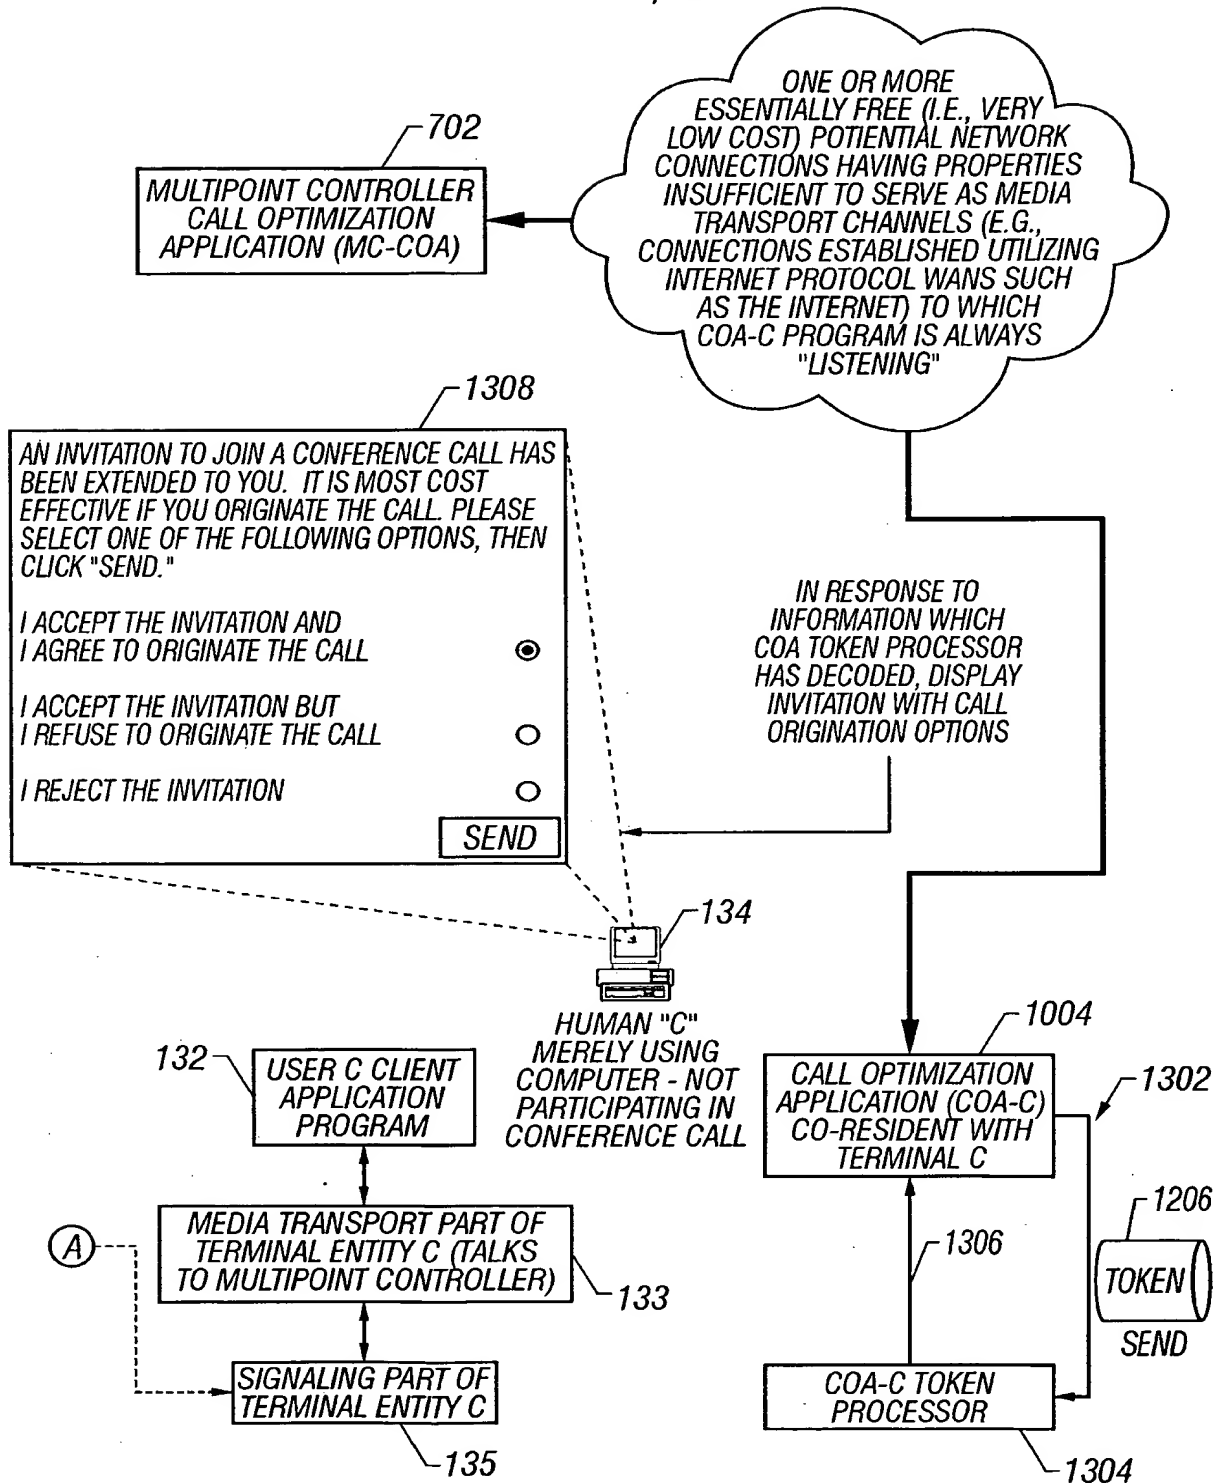 ONE OR MORE
ESSENTIALLY FREE (I.E., VERY
LOW COST) POTIENTIAL NETWORK
CONNECTIONS HAVING PROPERTIES
INSUFFICIENT TO SERVE AS MEDIA
TRANSPORT CHANNELS (E.G.,
CONNECTIONS ESTABLISHED UTILIZING
INTERNET PROTOCOL WANS SUCH
AS THE INTERNET) TO WHICH
COA-C PROGRAM IS ALWAYS
"LISTENING"
702
MULTIPOINT CONTROLLER
CALL OPTIMIZATION
APPLICATION (MC-COA)
1308
AN INVITATION TO JOIN A CONFERENCE CALL HAS
BEEN EXTENDED TO YOU. IT IS MOST COST
EFFECTIVE IF YOU ORIGINATE THE CALL. PLEASE
SELECT ONE OF THE FOLLOWING OPTIONS, THEN
CLICK "SEND."
I ACCEPT THE INVITATION AND
I AGREE TO ORIGINATE THE CALL
I ACCEPT THE INVITATION BUT
I REFUSE TO ORIGINATE THE CALL
I REJECT THE INVITATION
SEND
IN RESPONSE TO
INFORMATION WHICH
COA TOKEN PROCESSOR
HAS DECODED, DISPLAY
INVITATION WITH CALL
ORIGINATION OPTIONS
134
HUMAN "C"
MERELY USING
COMPUTER - NOT
PARTICIPATING IN
CONFERENCE CALL
132
USER C CLIENT
APPLICATION
PROGRAM
MEDIA TRANSPORT PART OF
TERMINAL ENTITY C (TALKS
TO MULTIPOINT CONTROLLER)
133
A
SIGNALING PART OF
TERMINAL ENTITY C
135
1004
CALL OPTIMIZATION
APPLICATION (COA-C)
CO-RESIDENT WITH
TERMINAL C
1302
1206
TOKEN
SEND
1306
COA-C TOKEN
PROCESSOR
1304